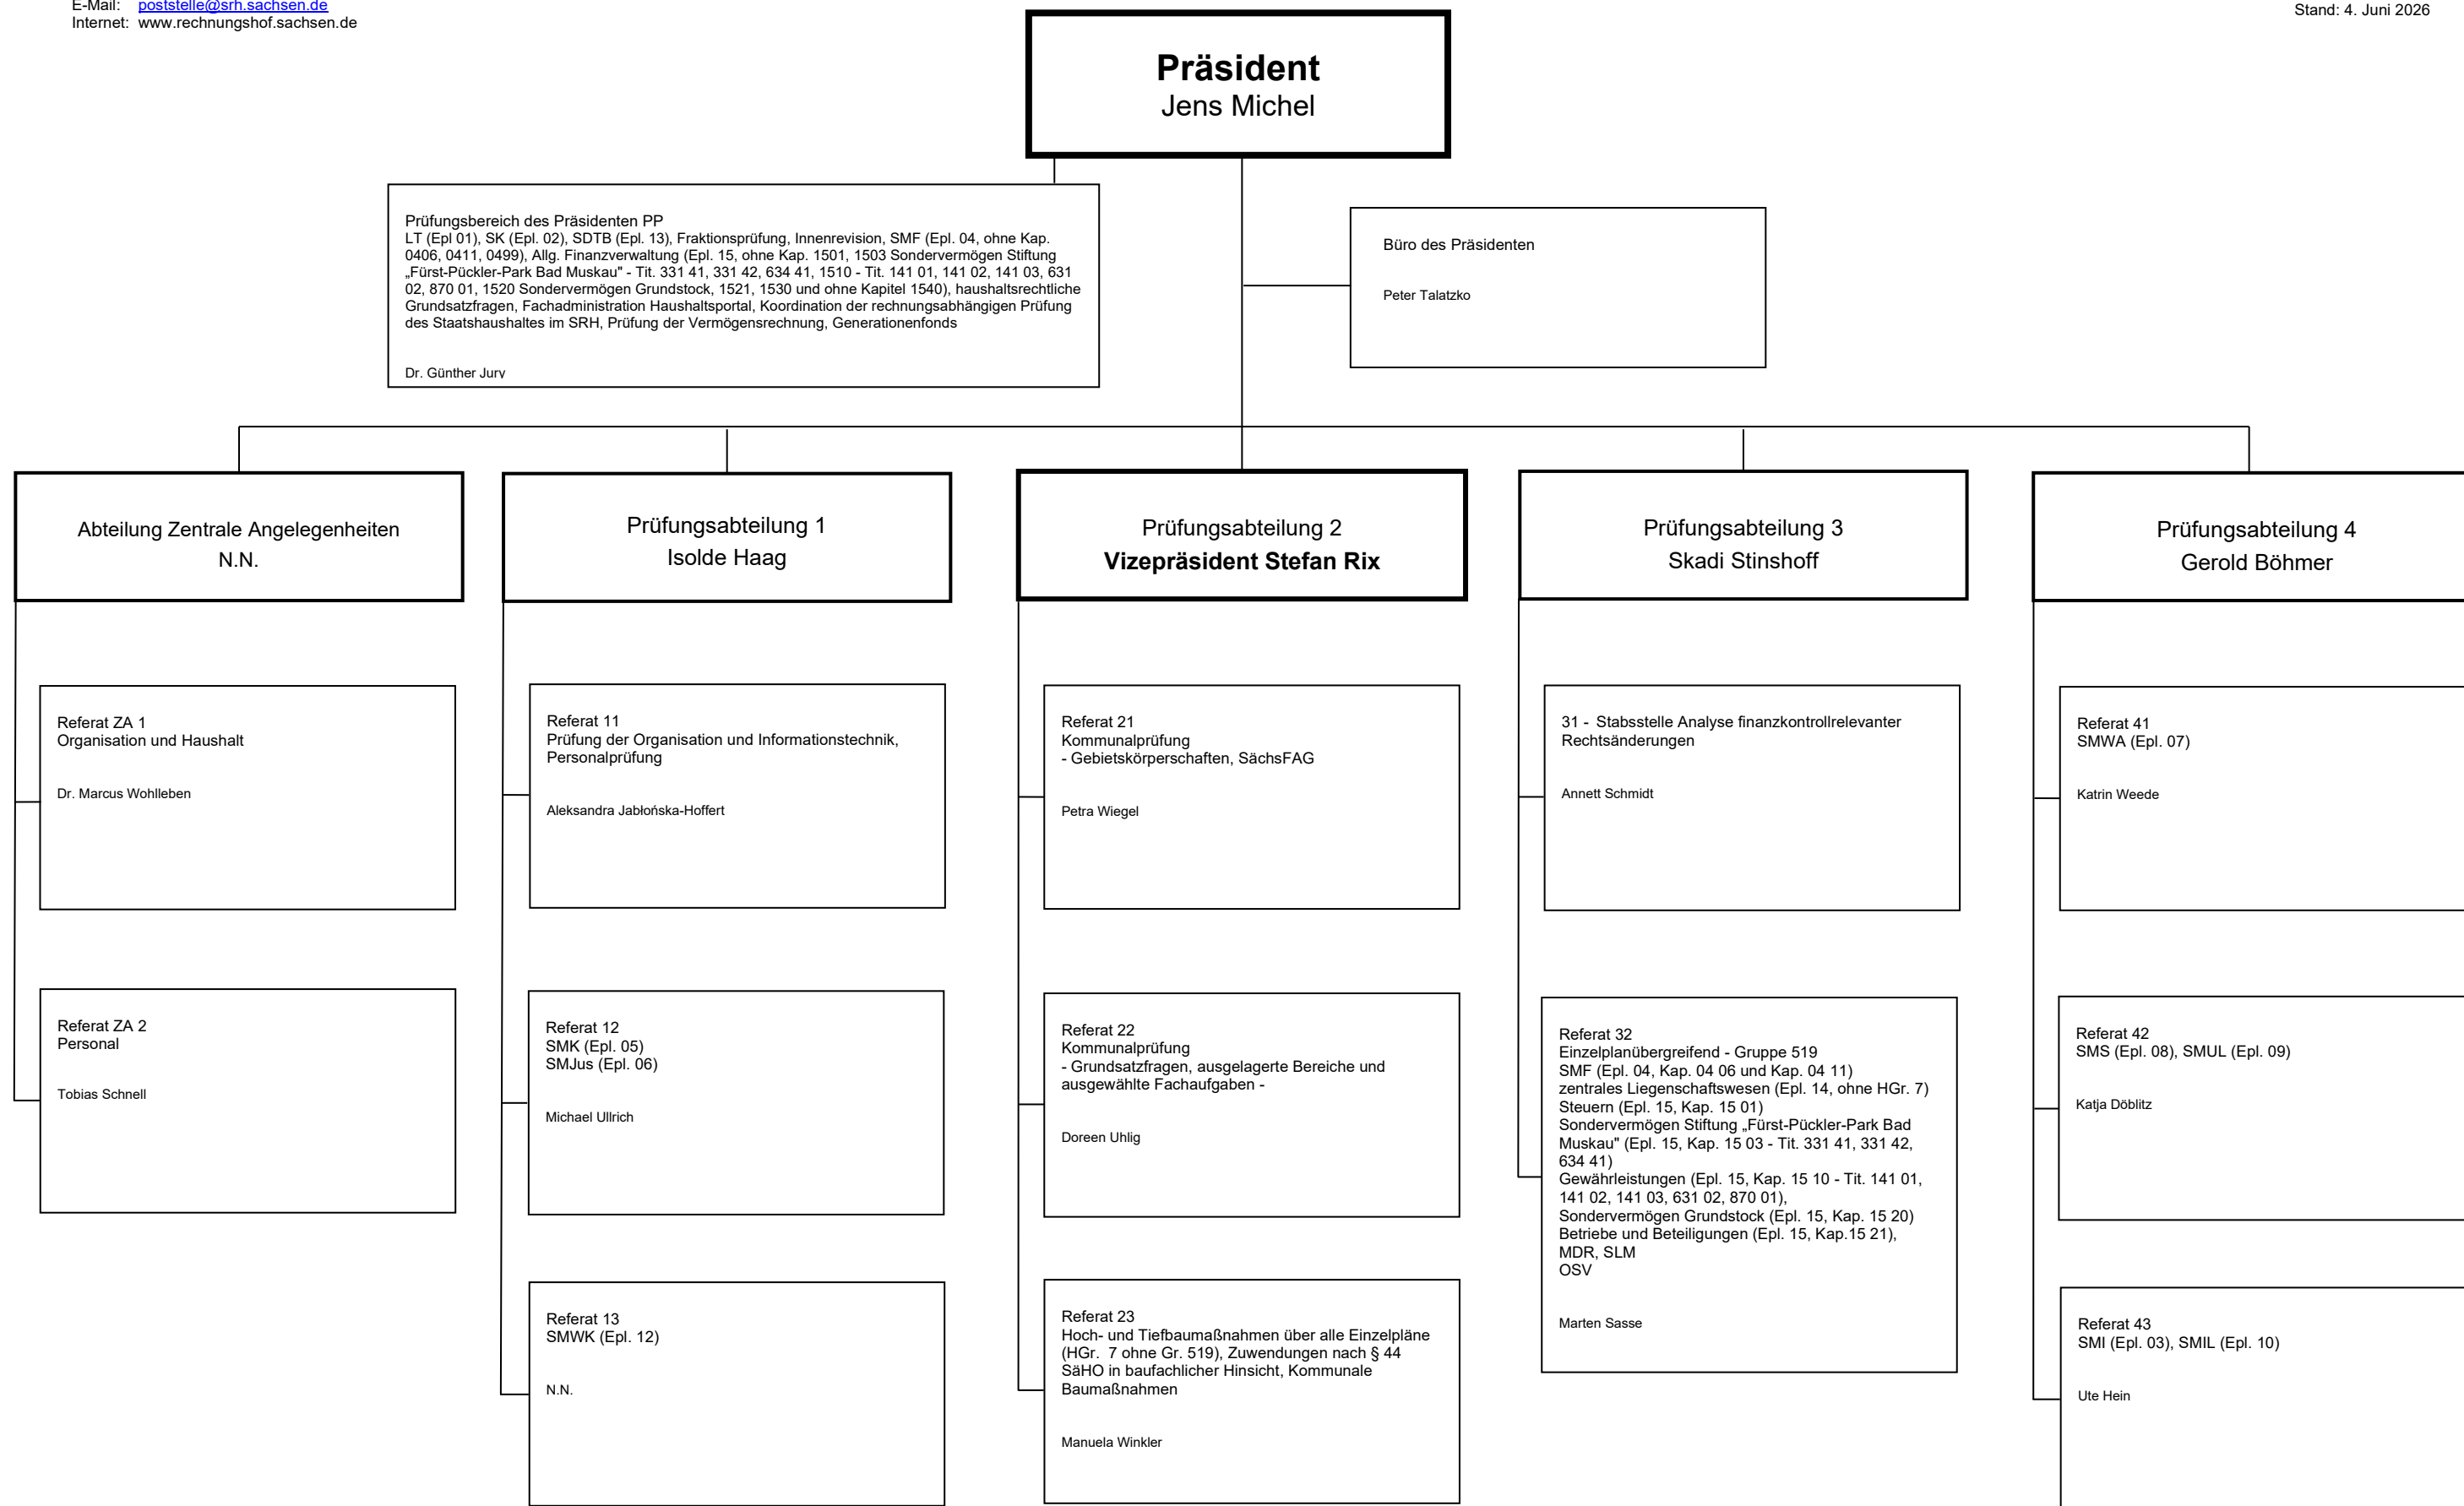 E-Mail: poststelle@srh.sachsen.de
Internet: www.rechnungshof.sachsen.de
Stand: 4. Juni 2026
Präsident
Jens Michel
Prüfungsbereich des Präsidenten PP
LT (Epl 01), SK (Epl. 02), SDTB (Epl. 13), Fraktionsprüfung, Innenrevision, SMF (Epl. 04, ohne Kap.
0406, 0411, 0499), Allg. Finanzverwaltung (Epl. 15, ohne Kap. 1501, 1503 Sondervermögen Stiftung
„Fürst-Pückler-Park Bad Muskau" - Tit. 331 41, 331 42, 634 41, 1510 - Tit. 141 01, 141 02, 141 03, 631
02, 870 01, 1520 Sondervermögen Grundstock, 1521, 1530 und ohne Kapitel 1540), haushaltsrechtliche
Grundsatzfragen, Fachadministration Haushaltsportal, Koordination der rechnungsabhängigen Prüfung
des Staatshaushaltes im SRH, Prüfung der Vermögensrechnung, Generationenfonds
Dr. Günther Jury
Büro des Präsidenten
Peter Talatzko
Abteilung Zentrale Angelegenheiten
N.N.
Prüfungsabteilung 1
Isolde Haag
Prüfungsabteilung 2
Vizepräsident Stefan Rix
Prüfungsabteilung 3
Skadi Stinshoff
Prüfungsabteilung 4
Gerold Böhmer
Referat ZA 1
Organisation und Haushalt
Dr. Marcus Wohlleben
Referat 11
Prüfung der Organisation und Informationstechnik,
Personalprüfung
Aleksandra Jabłońska-Hoffert
Referat 21
Kommunalprüfung
- Gebietskörperschaften, SächsFAG
Petra Wiegel
31 - Stabsstelle Analyse finanzkontrollrelevanter
Rechtsänderungen
Annett Schmidt
Referat 41
SMWA (Epl. 07)
Katrin Weede
Referat ZA 2
Personal
Tobias Schnell
Referat 12
SMK (Epl. 05)
SMJus (Epl. 06)
Michael Ullrich
Referat 22
Kommunalprüfung
- Grundsatzfragen, ausgelagerte Bereiche und
ausgewählte Fachaufgaben -
Doreen Uhlig
Referat 32
Einzelplanübergreifend - Gruppe 519
SMF (Epl. 04, Kap. 04 06 und Kap. 04 11)
zentrales Liegenschaftswesen (Epl. 14, ohne HGr. 7)
Steuern (Epl. 15, Kap. 15 01)
Sondervermögen Stiftung „Fürst-Pückler-Park Bad
Muskau" (Epl. 15, Kap. 15 03 - Tit. 331 41, 331 42,
634 41)
Gewährleistungen (Epl. 15, Kap. 15 10 - Tit. 141 01,
141 02, 141 03, 631 02, 870 01),
Sondervermögen Grundstock (Epl. 15, Kap. 15 20)
Betriebe und Beteiligungen (Epl. 15, Kap.15 21),
MDR, SLM
OSV
Marten Sasse
Referat 42
SMS (Epl. 08), SMUL (Epl. 09)
Katja Döblitz
Referat 13
SMWK (Epl. 12)
N.N.
Referat 23
Hoch- und Tiefbaumaßnahmen über alle Einzelpläne
(HGr. 7 ohne Gr. 519), Zuwendungen nach § 44
SäHO in baufachlicher Hinsicht, Kommunale
Baumaßnahmen
Manuela Winkler
Referat 43
SMI (Epl. 03), SMIL (Epl. 10)
Ute Hein